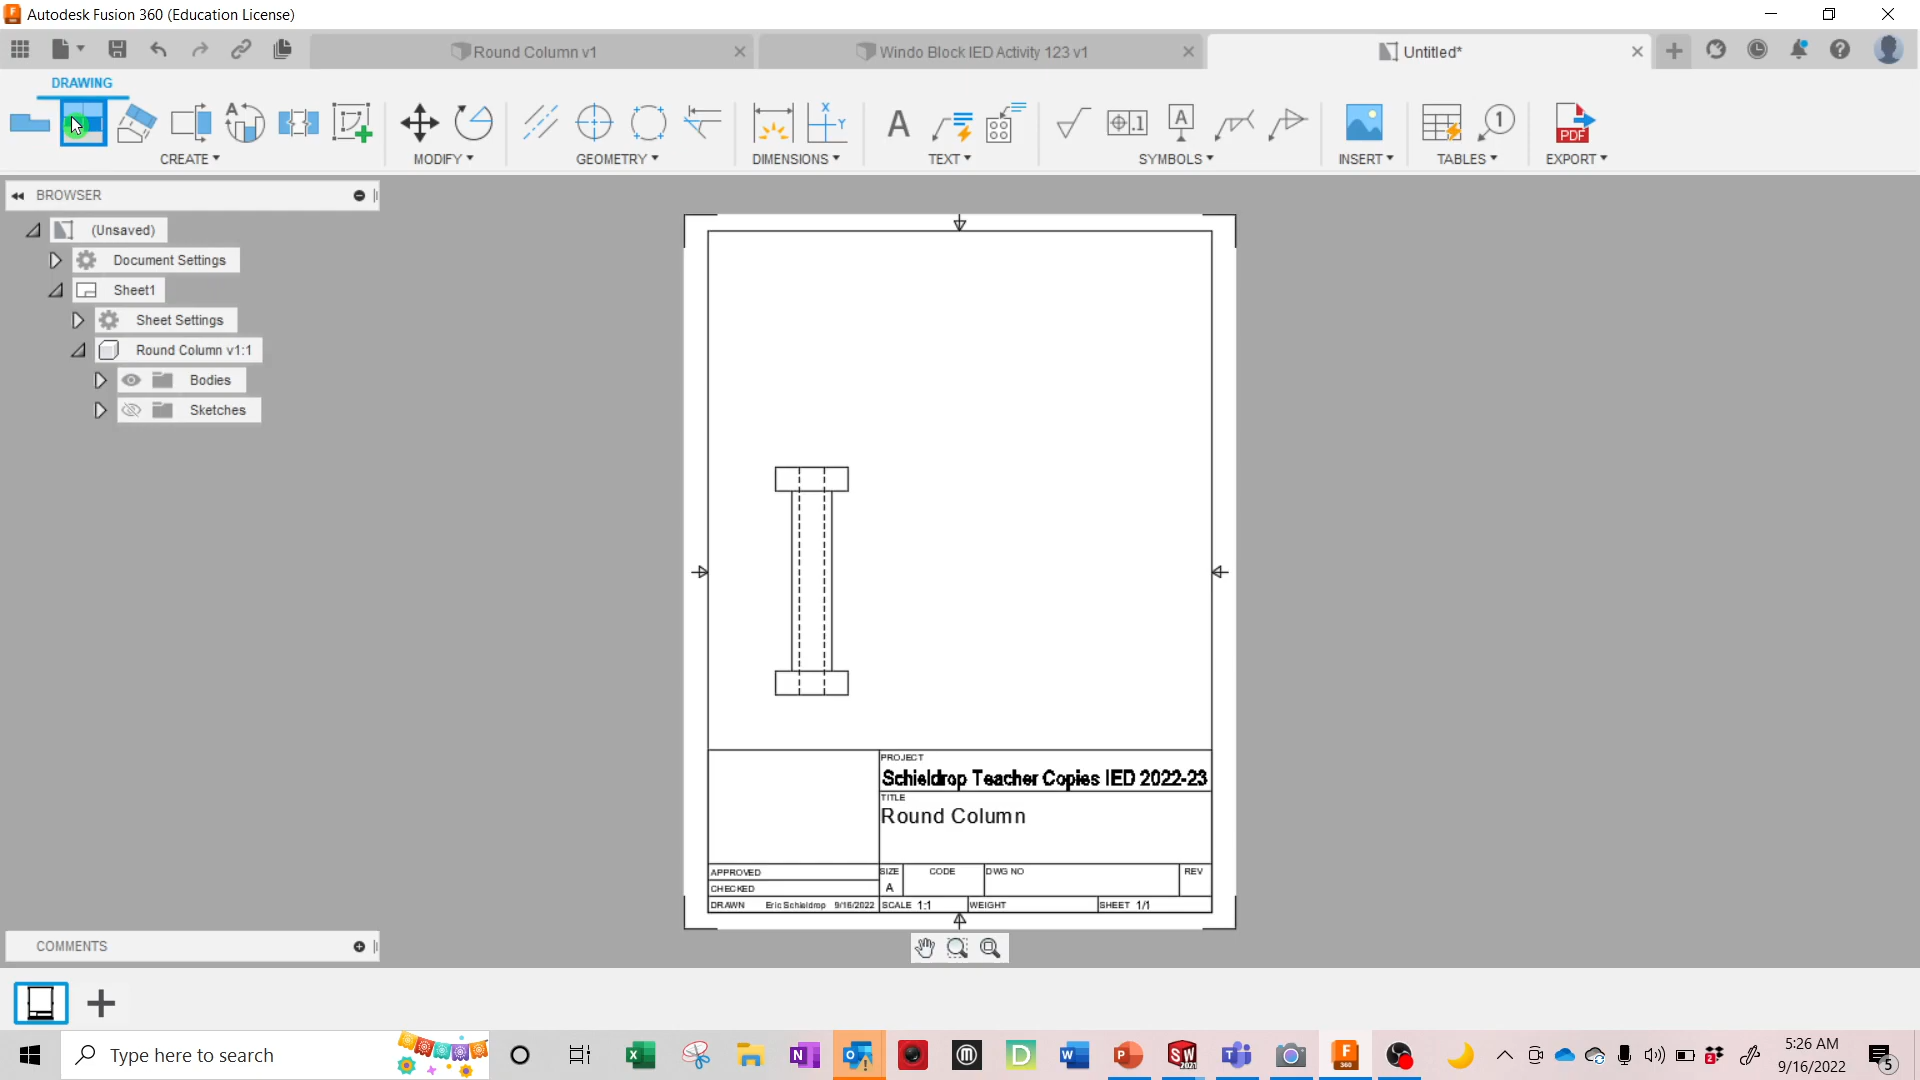 Autodesk Fusion 360 (Education License)
Round Column v1
Windo Block IED Activity 123 v1
Untitled*
DRAWING
CREATE
MODIFY
GEOMETRY
DIMENSIONS
TEXT
SYMBOLS
INSERT
TABLES
EXPORT
BROWSER
(Unsaved)
Document Settings
Sheet1
Sheet Settings
Round Column v1:1
Bodies
Sketches
PROJECT
Schieldrop Teacher Copies IED 2022-23
TITLE
Round Column
APPROVED
SIZE
CODE
DWG NO
REV
CHECKED
A
DRAWN Eric Schieldrop 9/16/2022
SCALE 1:1
WEIGHT
SHEET 1/1
COMMENTS
Type here to search
5:26 AM
9/16/2022
5